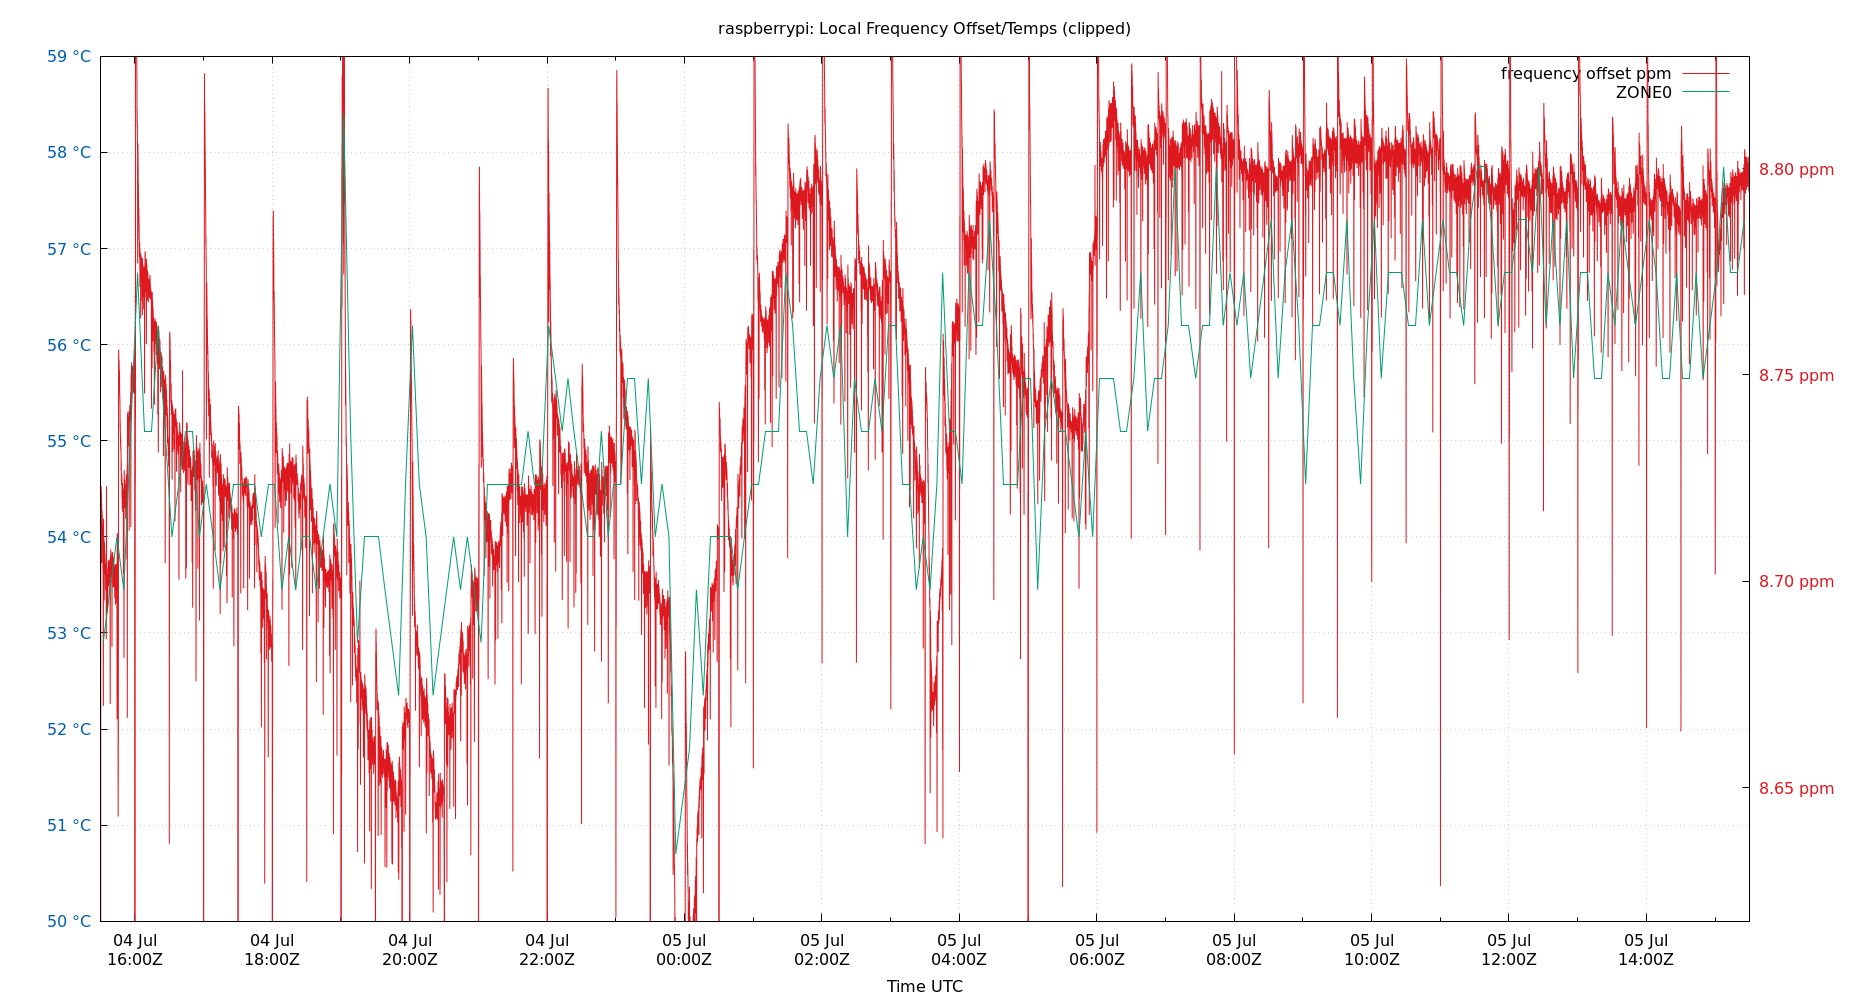 raspberrypi: Local Frequency Offset/Temps (clipped)
59 °C
58 °C
57 °C
56 °C
55 °C
54 °C
53 °C
52 °C
51 °C
50 °C
frequency offset ppm
ZONE0
8.80 ppm
8.75 ppm
8.70 ppm
8.65 ppm
04 Jul 04 Jul 04 Jul 04 Jul 05 Jul 05 Jul 05 Jul 05 Jul 05 Jul 05 Jul 05 Jul 05 Jul
16:00Z 18:00Z 20:00Z 22:00Z 00:00Z 02:00Z 04:00Z 06:00Z 08:00Z 10:00Z 12:00Z 14:00Z
Time UTC